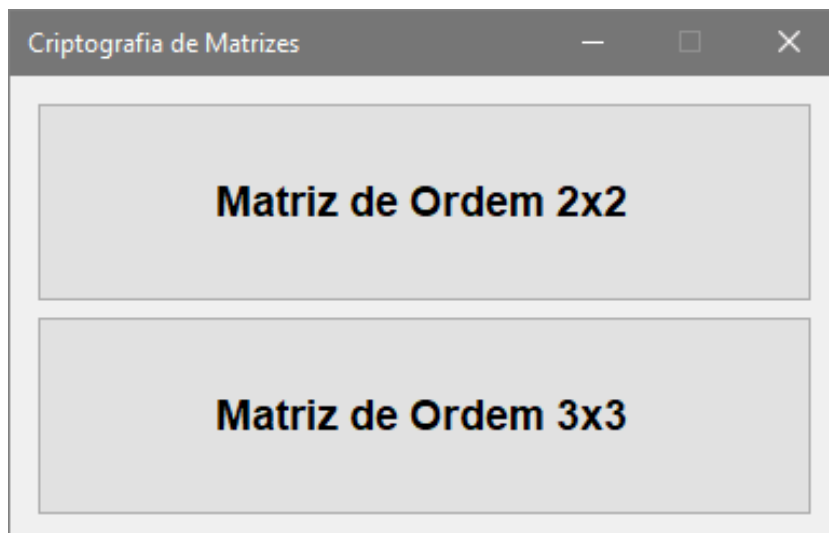 Criptografia de Matrizes
Matriz de Ordem 2x2
Matriz de Ordem 3x3